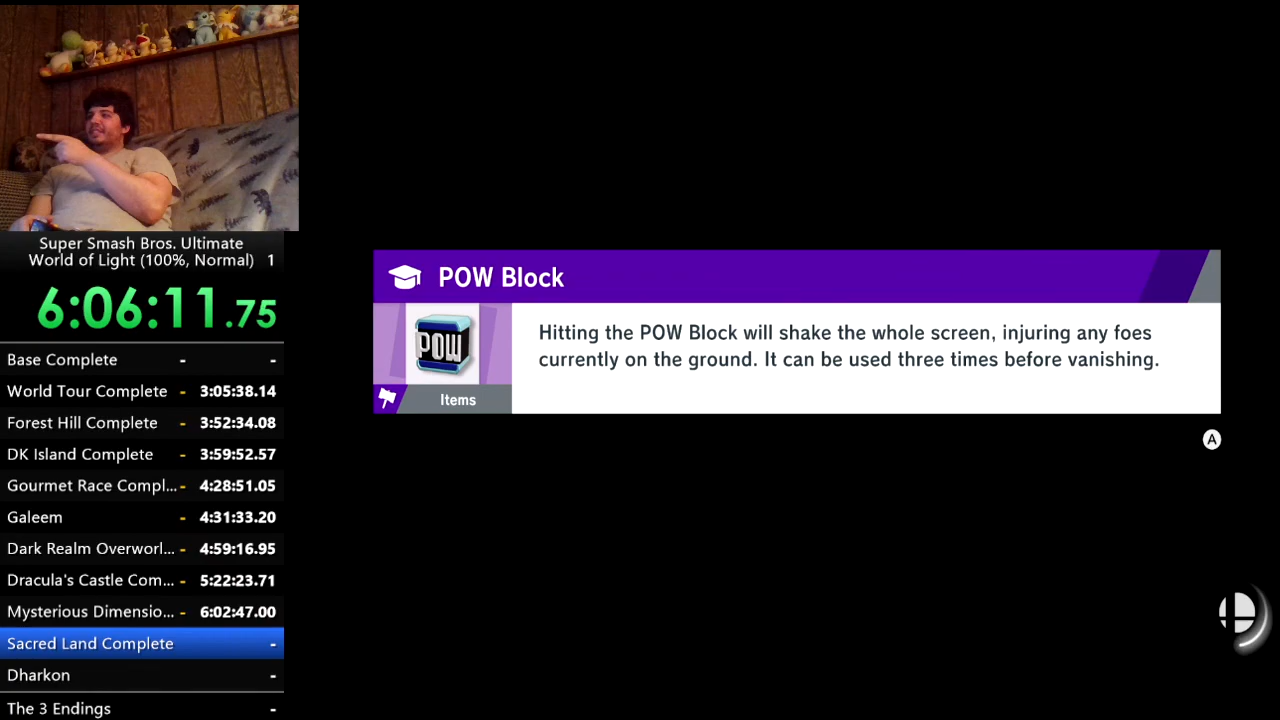 Super Smash Bros. Ultimate
World of Light (100%, Normal) 1
6:06:11.75
Base Complete - -
World Tour Complete - 3:05:38.14
Forest Hill Complete - 3:52:34.08
DK Island Complete - 3:59:52.57
Gourmet Race Compl... - 4:28:51.05
Galeem - 4:31:33.20
Dark Realm Overworl... - 4:59:16.95
Dracula's Castle Com... - 5:22:23.71
Mysterious Dimensio... - 6:02:47.00
Sacred Land Complete -
Dharkon -
The 3 Endings -
POW Block
POW
Hitting the POW Block will shake the whole screen, injuring any foes
currently on the ground. It can be used three times before vanishing.
Items
A